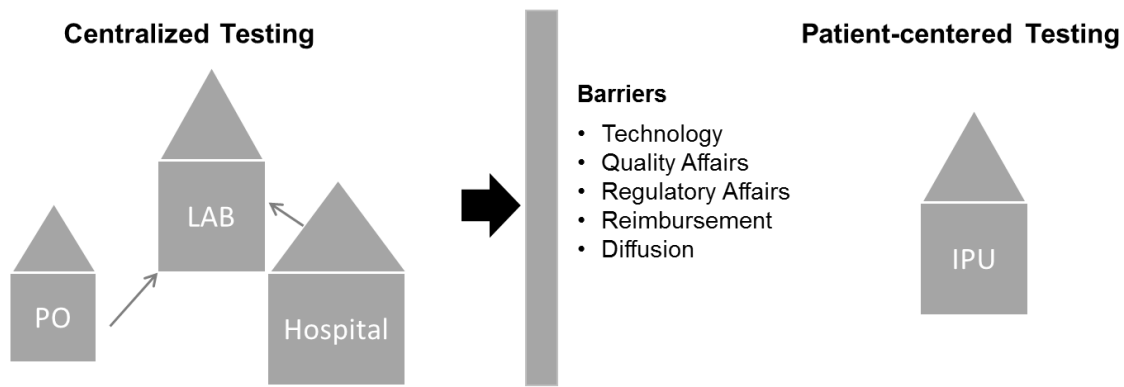 Centralized Testing
LAB
PO
Hospital
Barriers
• Technology
• Quality Affairs
• Regulatory Affairs
• Reimbursement
• Diffusion
Patient-centered Testing
IPU